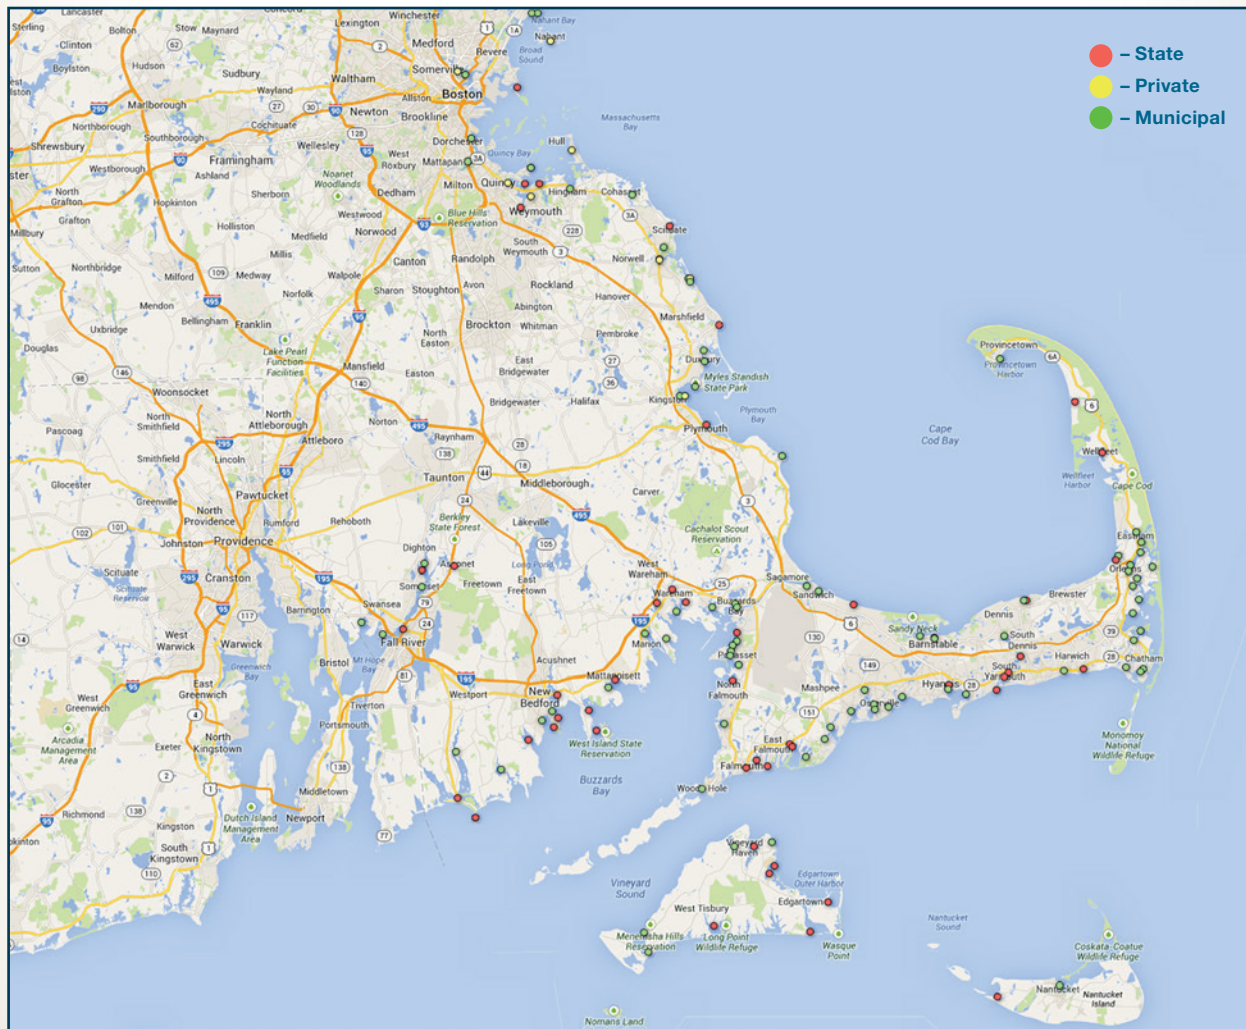 – State
– Private
– Municipal
Concord
Sterling
Bolton
Stow
Maynard
Lexington
Winchester
Nahant Bay
Nahant
Clinton
Medford
Revere
Broad
Sound
Boylston
Hudson
Sudbury
Waltham
Somerville
Wayland
Allston
Boston
Marlborough
Newton
Brookline
Northborough
Cochituate
Massachusetts
Bay
Shrewsbury
Southborough
Framingham
Wellesley
West
Roxbury
Dorchester
Mattapan
Quincy Bay
Hull
Westborough
Ashland
Noanet
Woodlands
Dedham
Milton
Quincy
Hingham
Cohasset
North
Grafton
Sherborn
Hopkinton
Westwood
Blue Hills
Reservation
Weymouth
Grafton
Holliston
Medfield
Norwood
South
Weymouth
Scituate
Millbury
Millis
Canton
Randolph
Norwell
Sutton
Northbridge
Milford
Medway
Walpole
Sharon
Stoughton
Avon
Rockland
Norfolk
Hanover
Mendon
Bellingham
Franklin
Abington
Brockton
Whitman
Marshfield
Uxbridge
North
Easton
Pembroke
Douglas
Lake Pearl
Function
Facilities
Mansfield
Easton
East
Bridgewater
Duxbury
Myles Standish
State Park
Provincetown
Provincetown
Harbor
Woonsocket
Bridgewater
Halifax
Kingston
Plymouth
Bay
North
Smithfield
North
Attleboro
Norton
Raynham
Plymouth
Cape
Cod Bay
Pascoag
Attleboro
Smithfield
Lincoln
Wellfleet
Glocester
Taunton
Middleborough
Wellfleet
Harbor
Cape Cod
Greenville
Pawtucket
Carver
North
Providence
Rumford
Rehoboth
Berkley
State Forest
Lakeville
Cachalot Scout
Reservation
Johnston
Providence
Dighton
Eastham
Scituate
Cranston
Assonet
Long Pond
West
Wareham
Sagamore
Orleans
Scituate
Reservoir
Somerset
Freetown
East
Freetown
Wareham
Sandwich
Brewster
Barrington
Swansea
Buzzards
Bay
Dennis
West
Warwick
Warwick
Fall River
Marion
Sandy Neck
Barnstable
South
Dennis
Bristol
Mt Hope
Bay
Acushnet
Pocasset
Harwich
Chatham
Greenwich
Bay
Mattapoisett
North
Falmouth
Mashpee
Hyannis
South
Yarmouth
West
Greenwich
East
Greenwich
Tiverton
Westport
New
Bedford
Osterville
Arcadia
Management
Area
Exeter
North
Kingstown
Portsmouth
West Island State
Reservation
East
Falmouth
Monomoy
National
Wildlife Refuge
Falmouth
Middletown
Buzzards
Bay
Woods Hole
Richmond
Dutch Island
Management
Area
Newport
Kingston
South
Kingstown
Vineyard
Haven
Vineyard
Sound
Edgartown
Outer Harbor
West Tisbury
Edgartown
Nantucket
Sound
Menemsha Hills
Reservation
Long Point
Wildlife Refuge
Wasque
Point
Coskata-Coatue
Wildlife Refuge
Nantucket
Nantucket
Island
Nomans Land